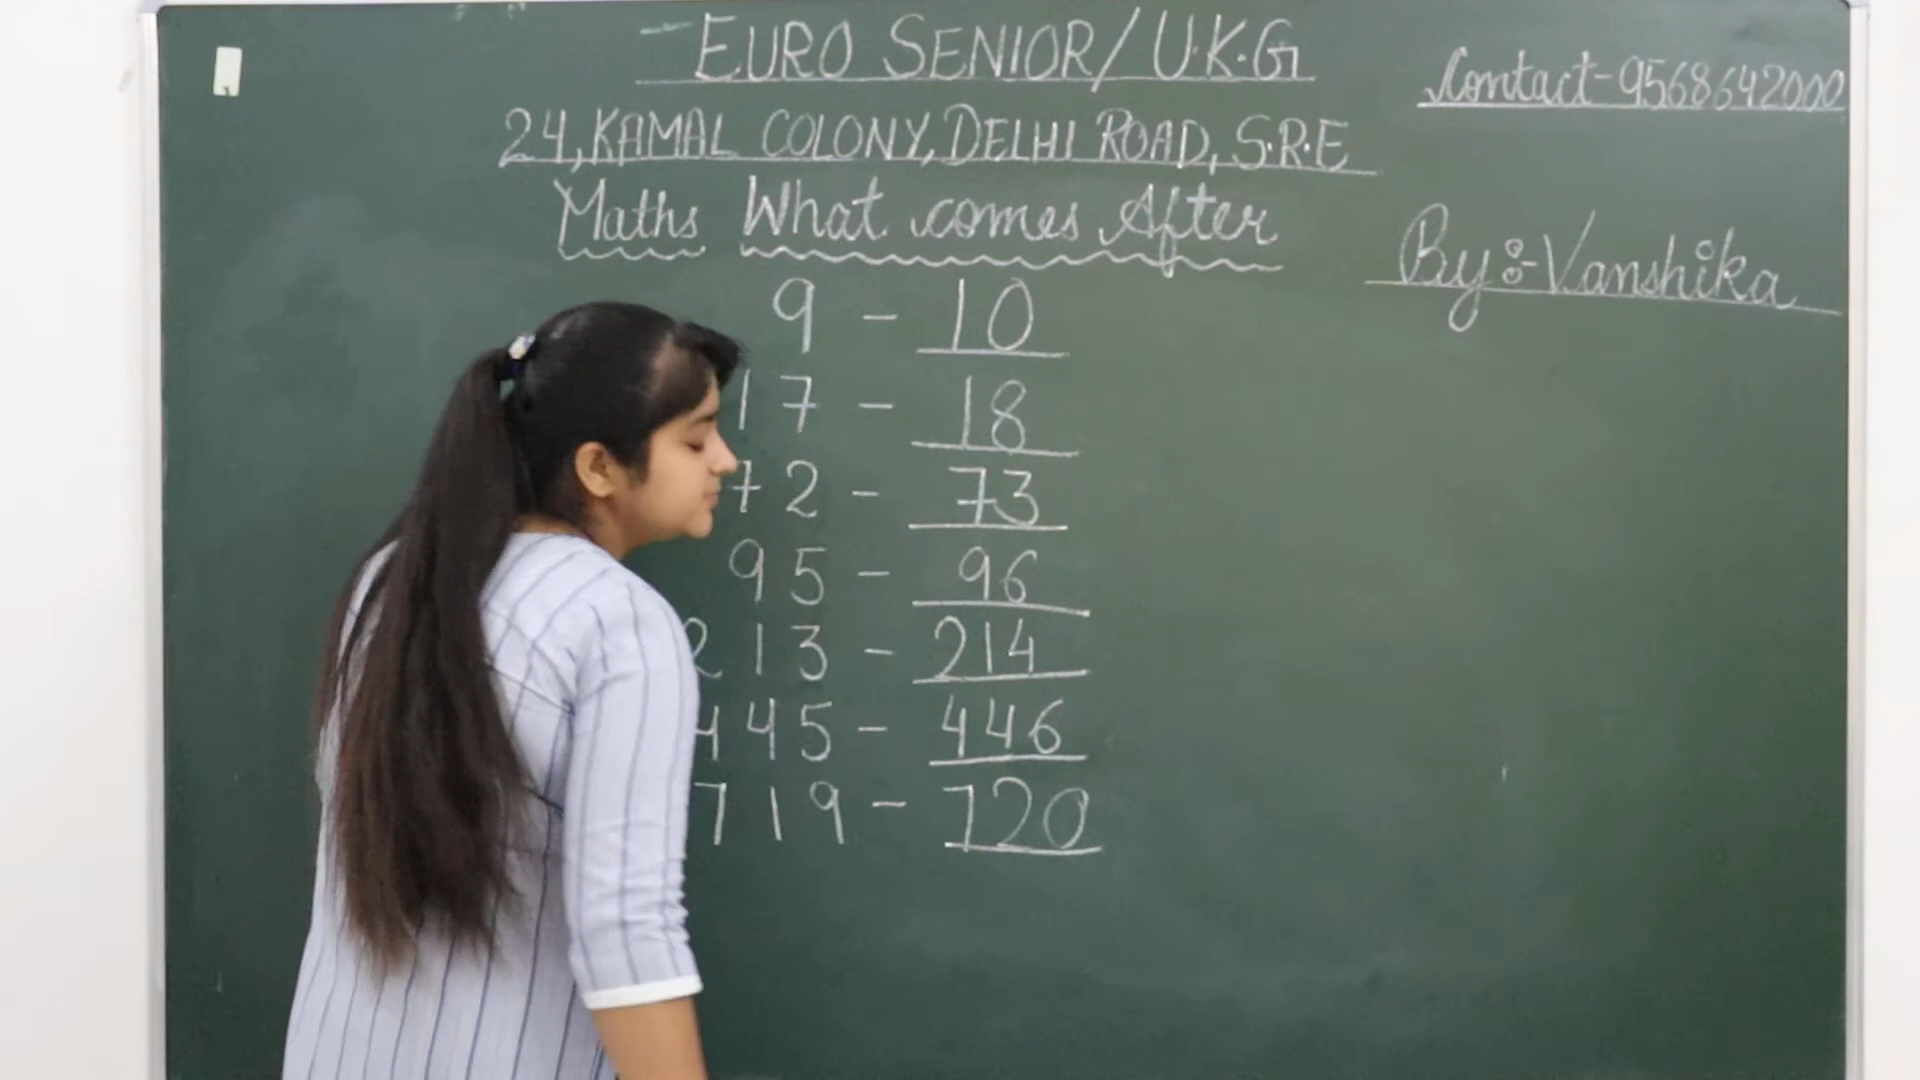 EURO SENIOR/U.K.G
Contact-9568642000
24,KAMAL COLONY,DELHI ROAD, S.R.E
Maths What comes After
By:-Vanshika
9 - 10
17 - 18
72 - 73
95 - 96
213 - 214
445 - 446
719 - 720